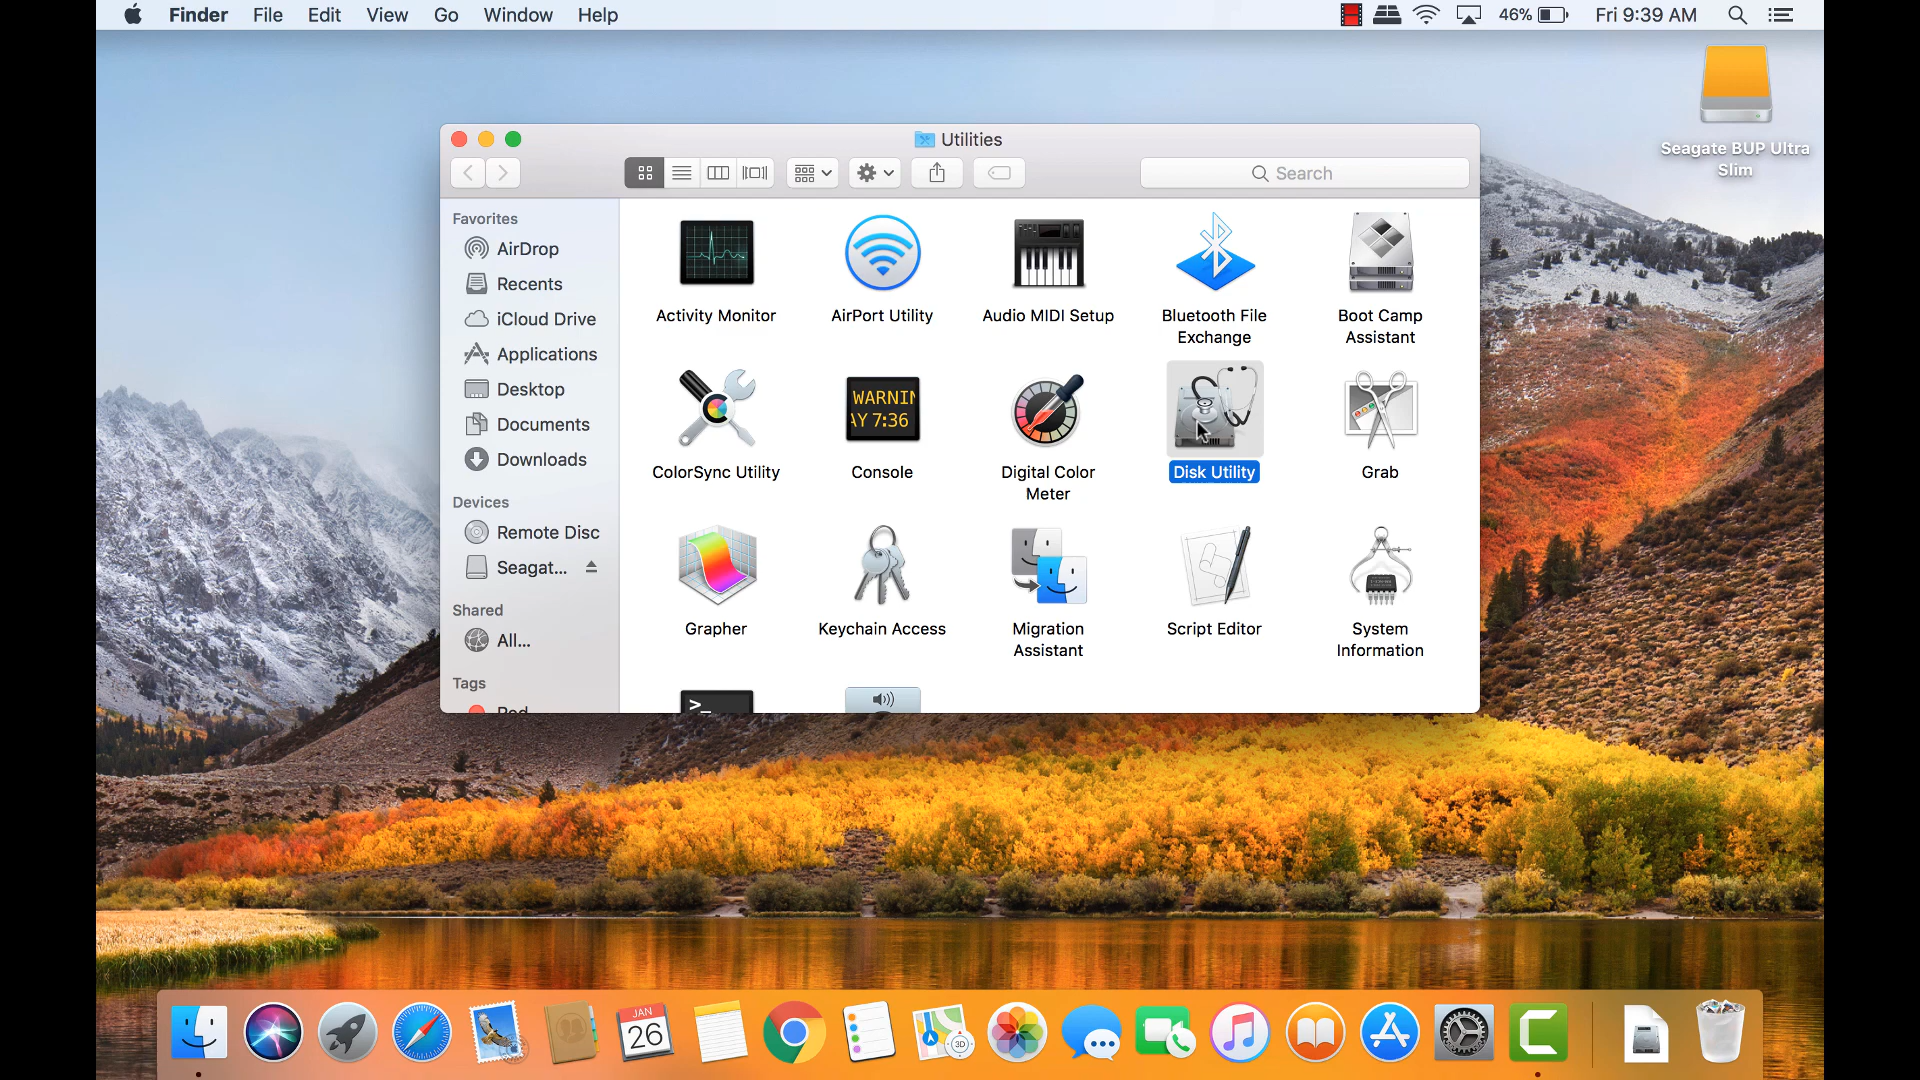 Finder File Edit View Go Window Help 46% Fri 9:39 AM
Seagate BUP Ultra
Slim
Utilities
Search
Favorites
AirDrop
Recents
iCloud Drive
Applications
Desktop
Documents
Downloads
Devices
Remote Disc
Seagat...
Shared
All...
Tags
Red
Activity Monitor
AirPort Utility
Audio MIDI Setup
Bluetooth File
Exchange
Boot Camp
Assistant
WARNIN
AY 7:36
ColorSync Utility
Console
Digital Color
Meter
Disk Utility
Grab
Grapher
Keychain Access
Migration
Assistant
Script Editor
System
Information
>_
JAN
26
3D